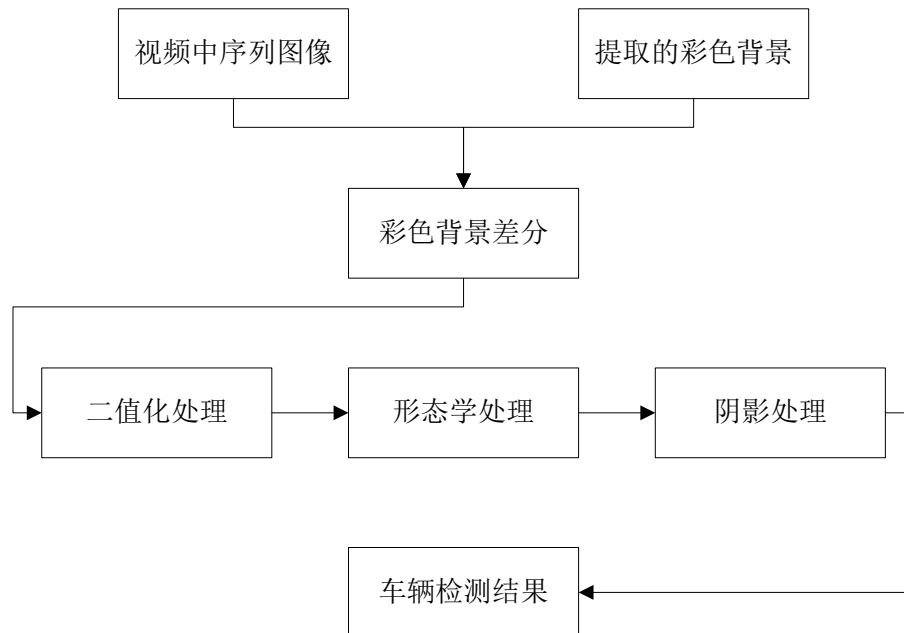 视频中序列图像
提取的彩色背景
彩色背景差分
二值化处理
形态学处理
阴影处理
车辆检测结果